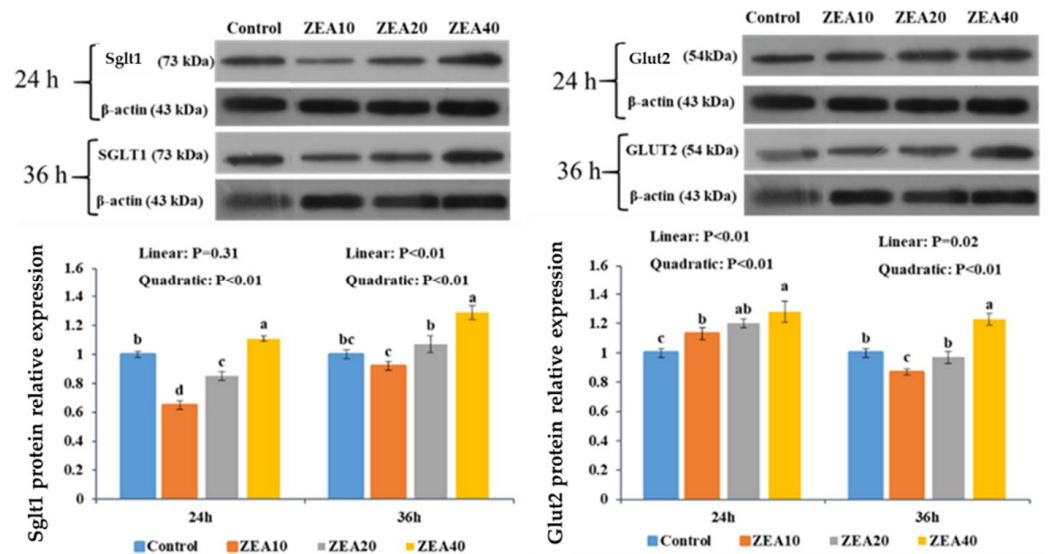 Control ZEA10 ZEA20 ZEA40
24 h
Sglt1 (73 kDa)
β-actin (43 kDa)
36 h
SGLT1 (73 kDa)
β-actin (43 kDa)
Linear: P=0.31
Quadratic: P<0.01
Linear: P<0.01
Quadratic: P<0.01
Sglt1 protein relative expression
1.6
1.4
1.2
1
0.8
0.6
0.4
0.2
0
b d c a
bc c b a
24h 36h
Control ZEA10 ZEA20 ZEA40
Control ZEA10 ZEA20 ZEA40
24 h
Glut2 (54kDa)
β-actin (43 kDa)
36 h
GLUT2 (54 kDa)
β-actin (43 kDa)
Linear: P<0.01
Quadratic: P<0.01
Linear: P=0.02
Quadratic: P<0.01
Glut2 protein relative expression
1.6
1.4
1.2
1
0.8
0.6
0.4
0.2
0
c b ab a
b c b a
24h 36h
Control ZEA10 ZEA20 ZEA40